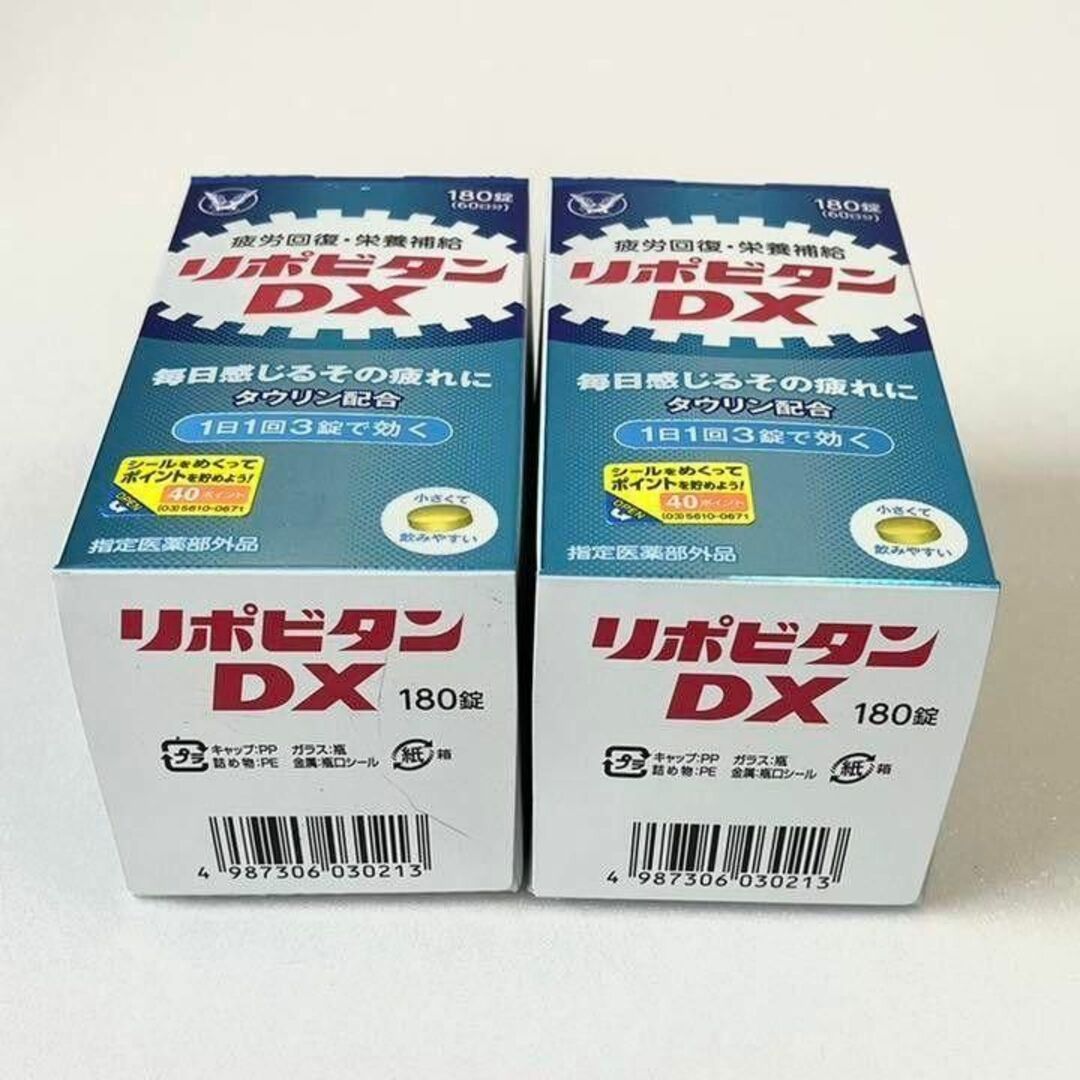 180錠
(60日分)
疲労回復・栄養補給
リポビタン
DX
毎日感じるその疲れに
タウリン配合
1日1回3錠で効く
シールをめくって
ポイントを貯めよう!
40ポイント
OPEN
(03)5610-0671
小さくて
飲みやすい
指定医薬部外品
リポビタン
DX
180錠
プラ
キャップ:PP
詰め物:PE
ガラス:瓶
金属:瓶口シール
紙
箱
4 987306 030213
180錠
(60日分)
疲労回復・栄養補給
リポビタン
DX
毎日感じるその疲れに
タウリン配合
1日1回3錠で効く
シールをめくって
ポイントを貯めよう!
40ポイント
OPEN
(03)5610-0671
小さくて
飲みやすい
指定医薬部外品
リポビタン
DX
180錠
プラ
キャップ:PP
詰め物:PE
ガラス:瓶
金属:瓶口シール
紙
箱
4 987306 030213